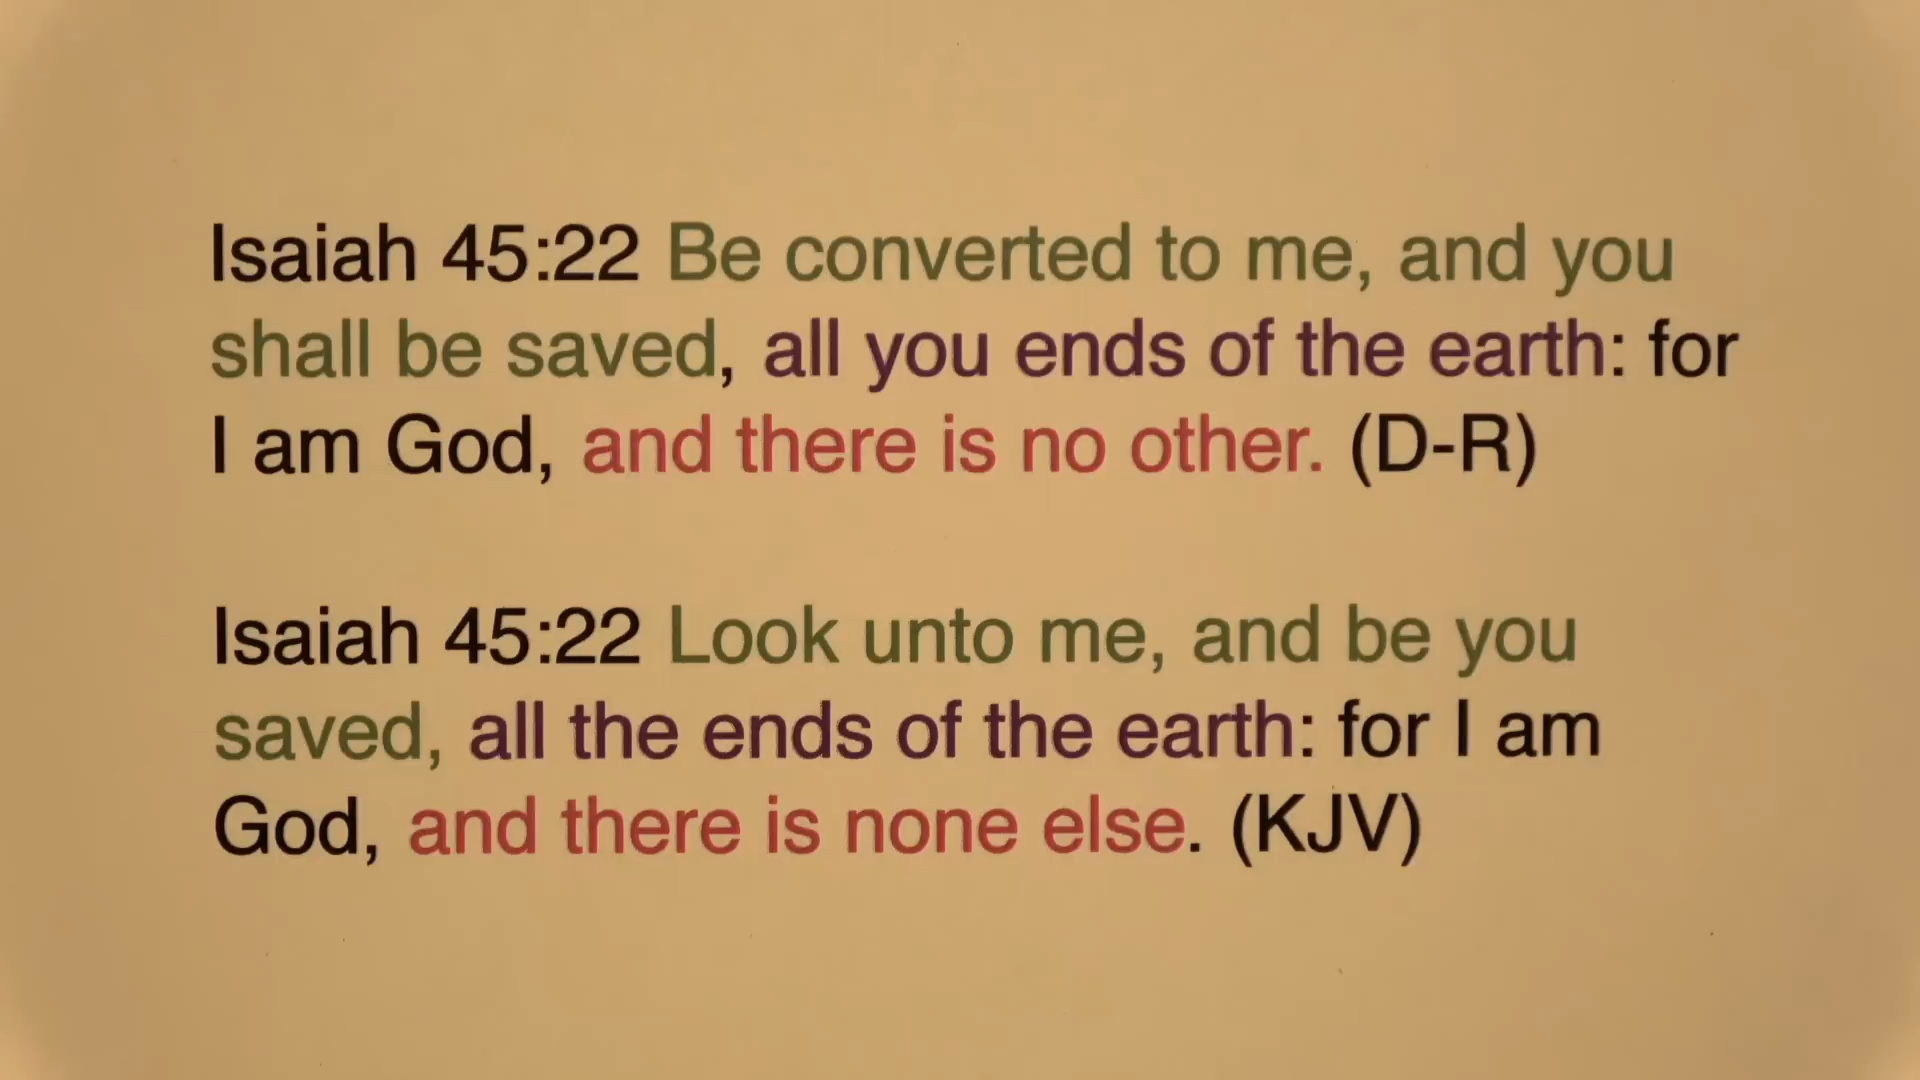 Isaiah 45:22 Be converted to me, and you
shall be saved, all you ends of the earth: for
I am God, and there is no other. (D-R)
Isaiah 45:22 Look unto me, and be you
saved, all the ends of the earth: for I am
God, and there is none else. (KJV)